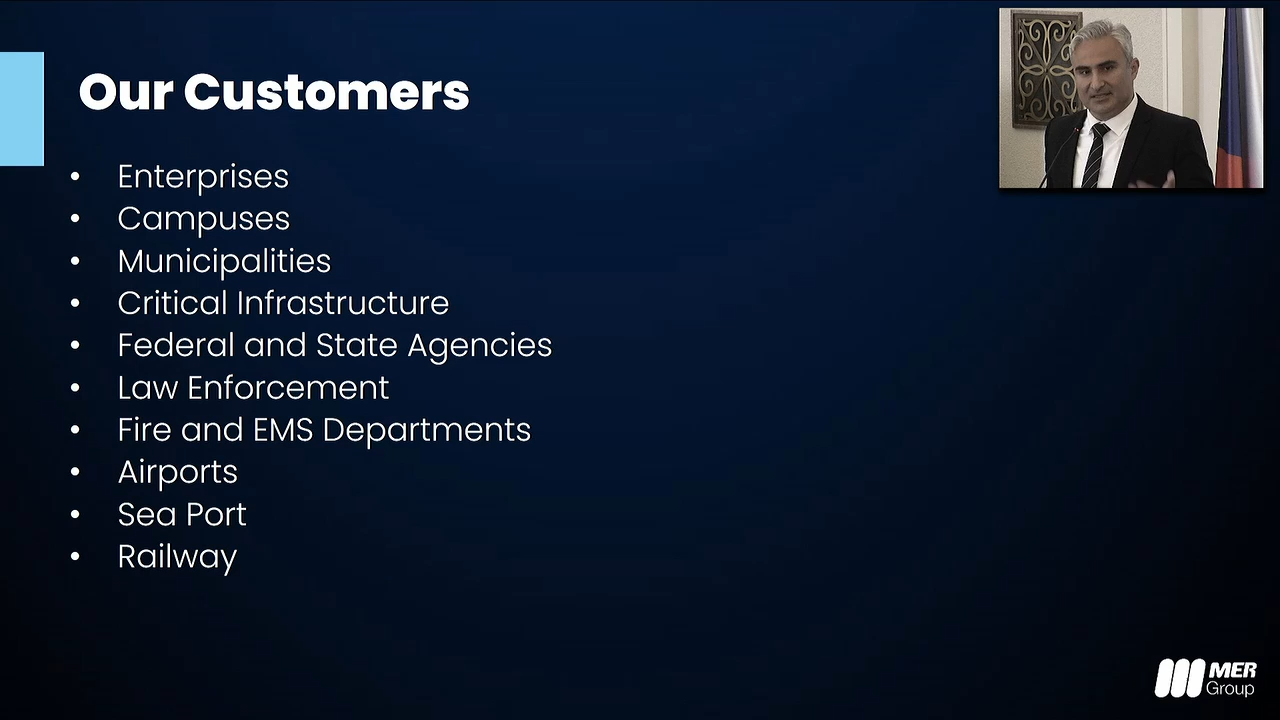 Our Customers
• Enterprises
• Campuses
• Municipalities
• Critical Infrastructure
• Federal and State Agencies
• Law Enforcement
• Fire and EMS Departments
• Airports
• Sea Port
• Railway
MER
Group